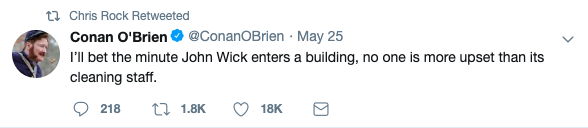 Chris Rock Retweeted
Conan O'Brien @ConanOBrien · May 25
I'll bet the minute John Wick enters a building, no one is more upset than its
cleaning staff.
218 1.8K 18K